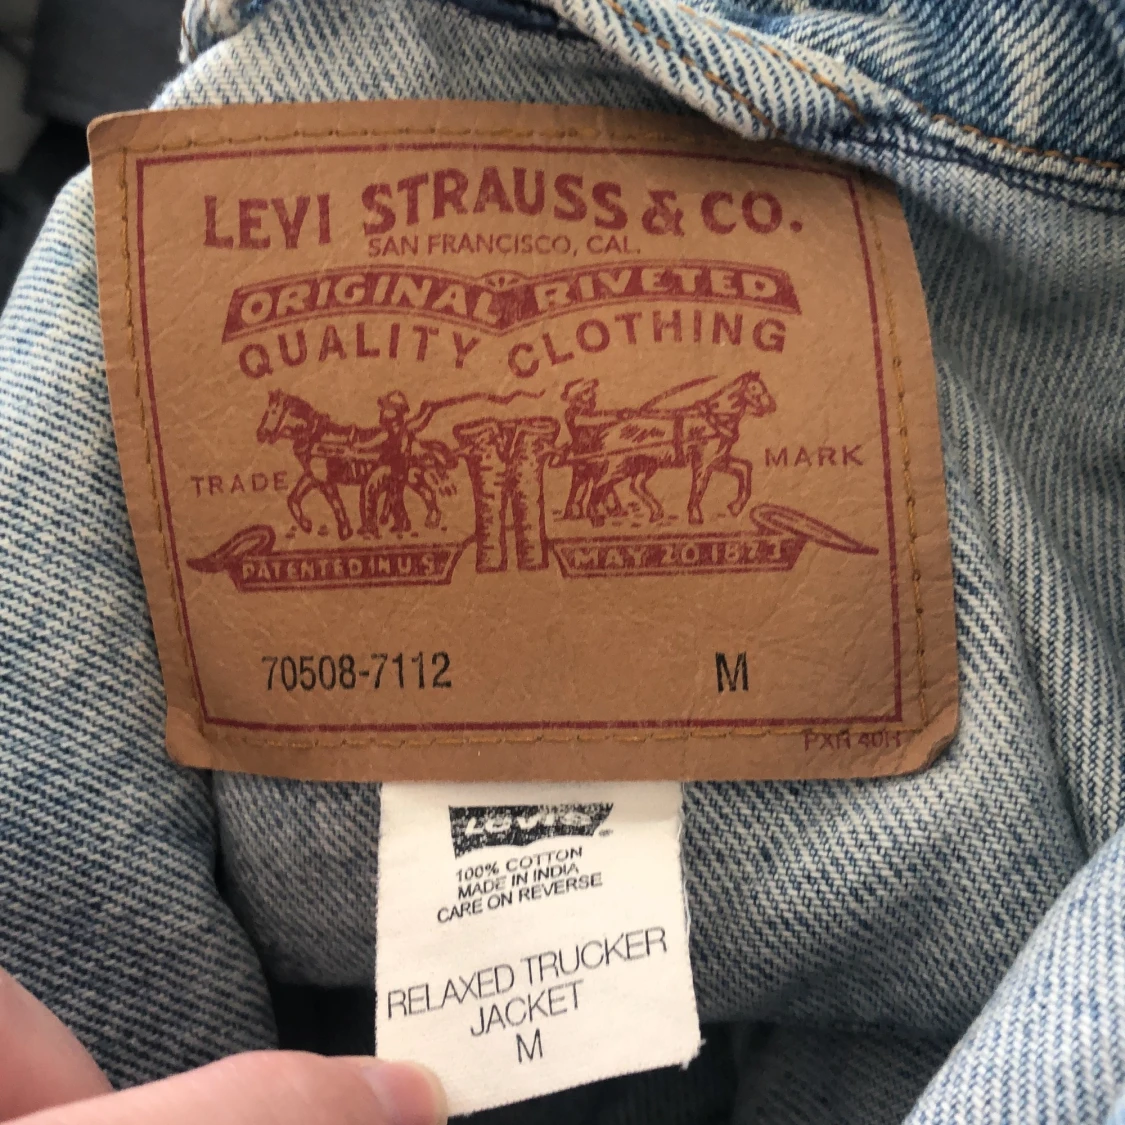 LEVI STRAUSS & CO.
SAN FRANCISCO, CAL.
ORIGINAL RIVETED
QUALITY CLOTHING
TRADE MARK
PATENTED IN U.S. MAY 20 1873
70508-7112 M
LEVI'S
100% COTTON
MADE IN INDIA
CARE ON REVERSE
RELAXED TRUCKER
JACKET
M